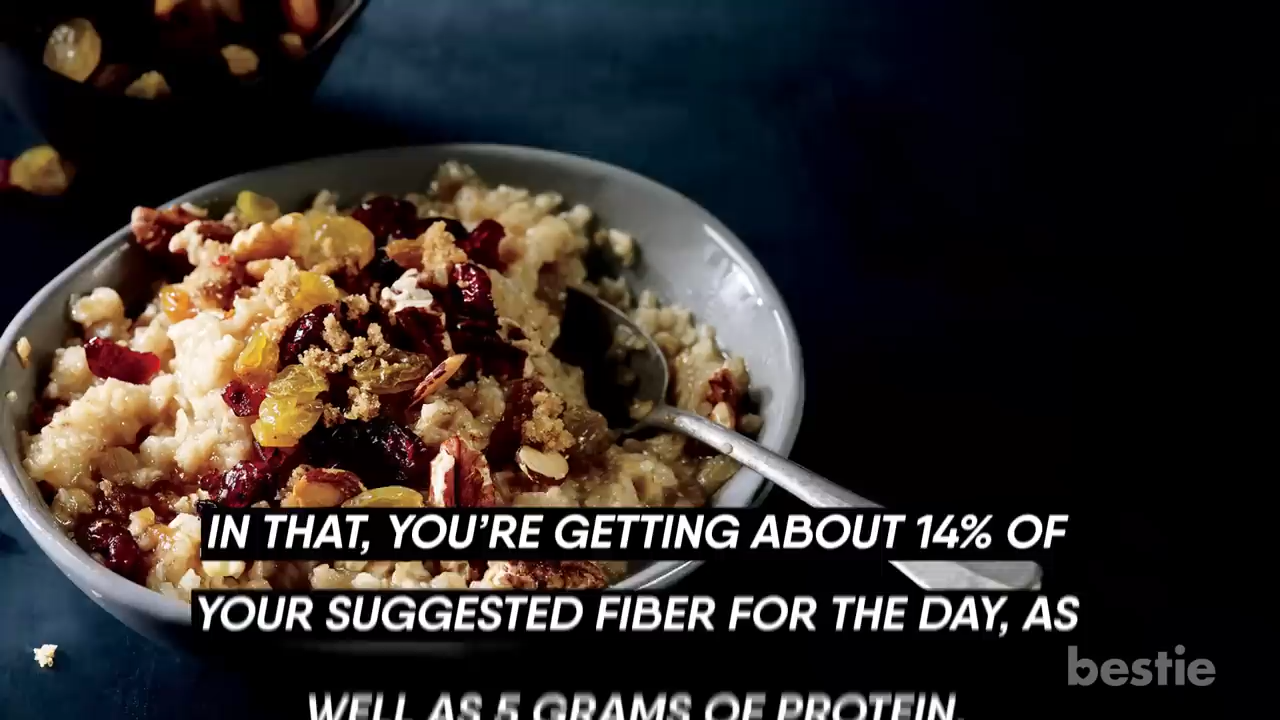 IN THAT, YOU’RE GETTING ABOUT 14% OF
YOUR SUGGESTED FIBER FOR THE DAY, AS
WELL AS 5 GRAMS OF PROTEIN.
bestie